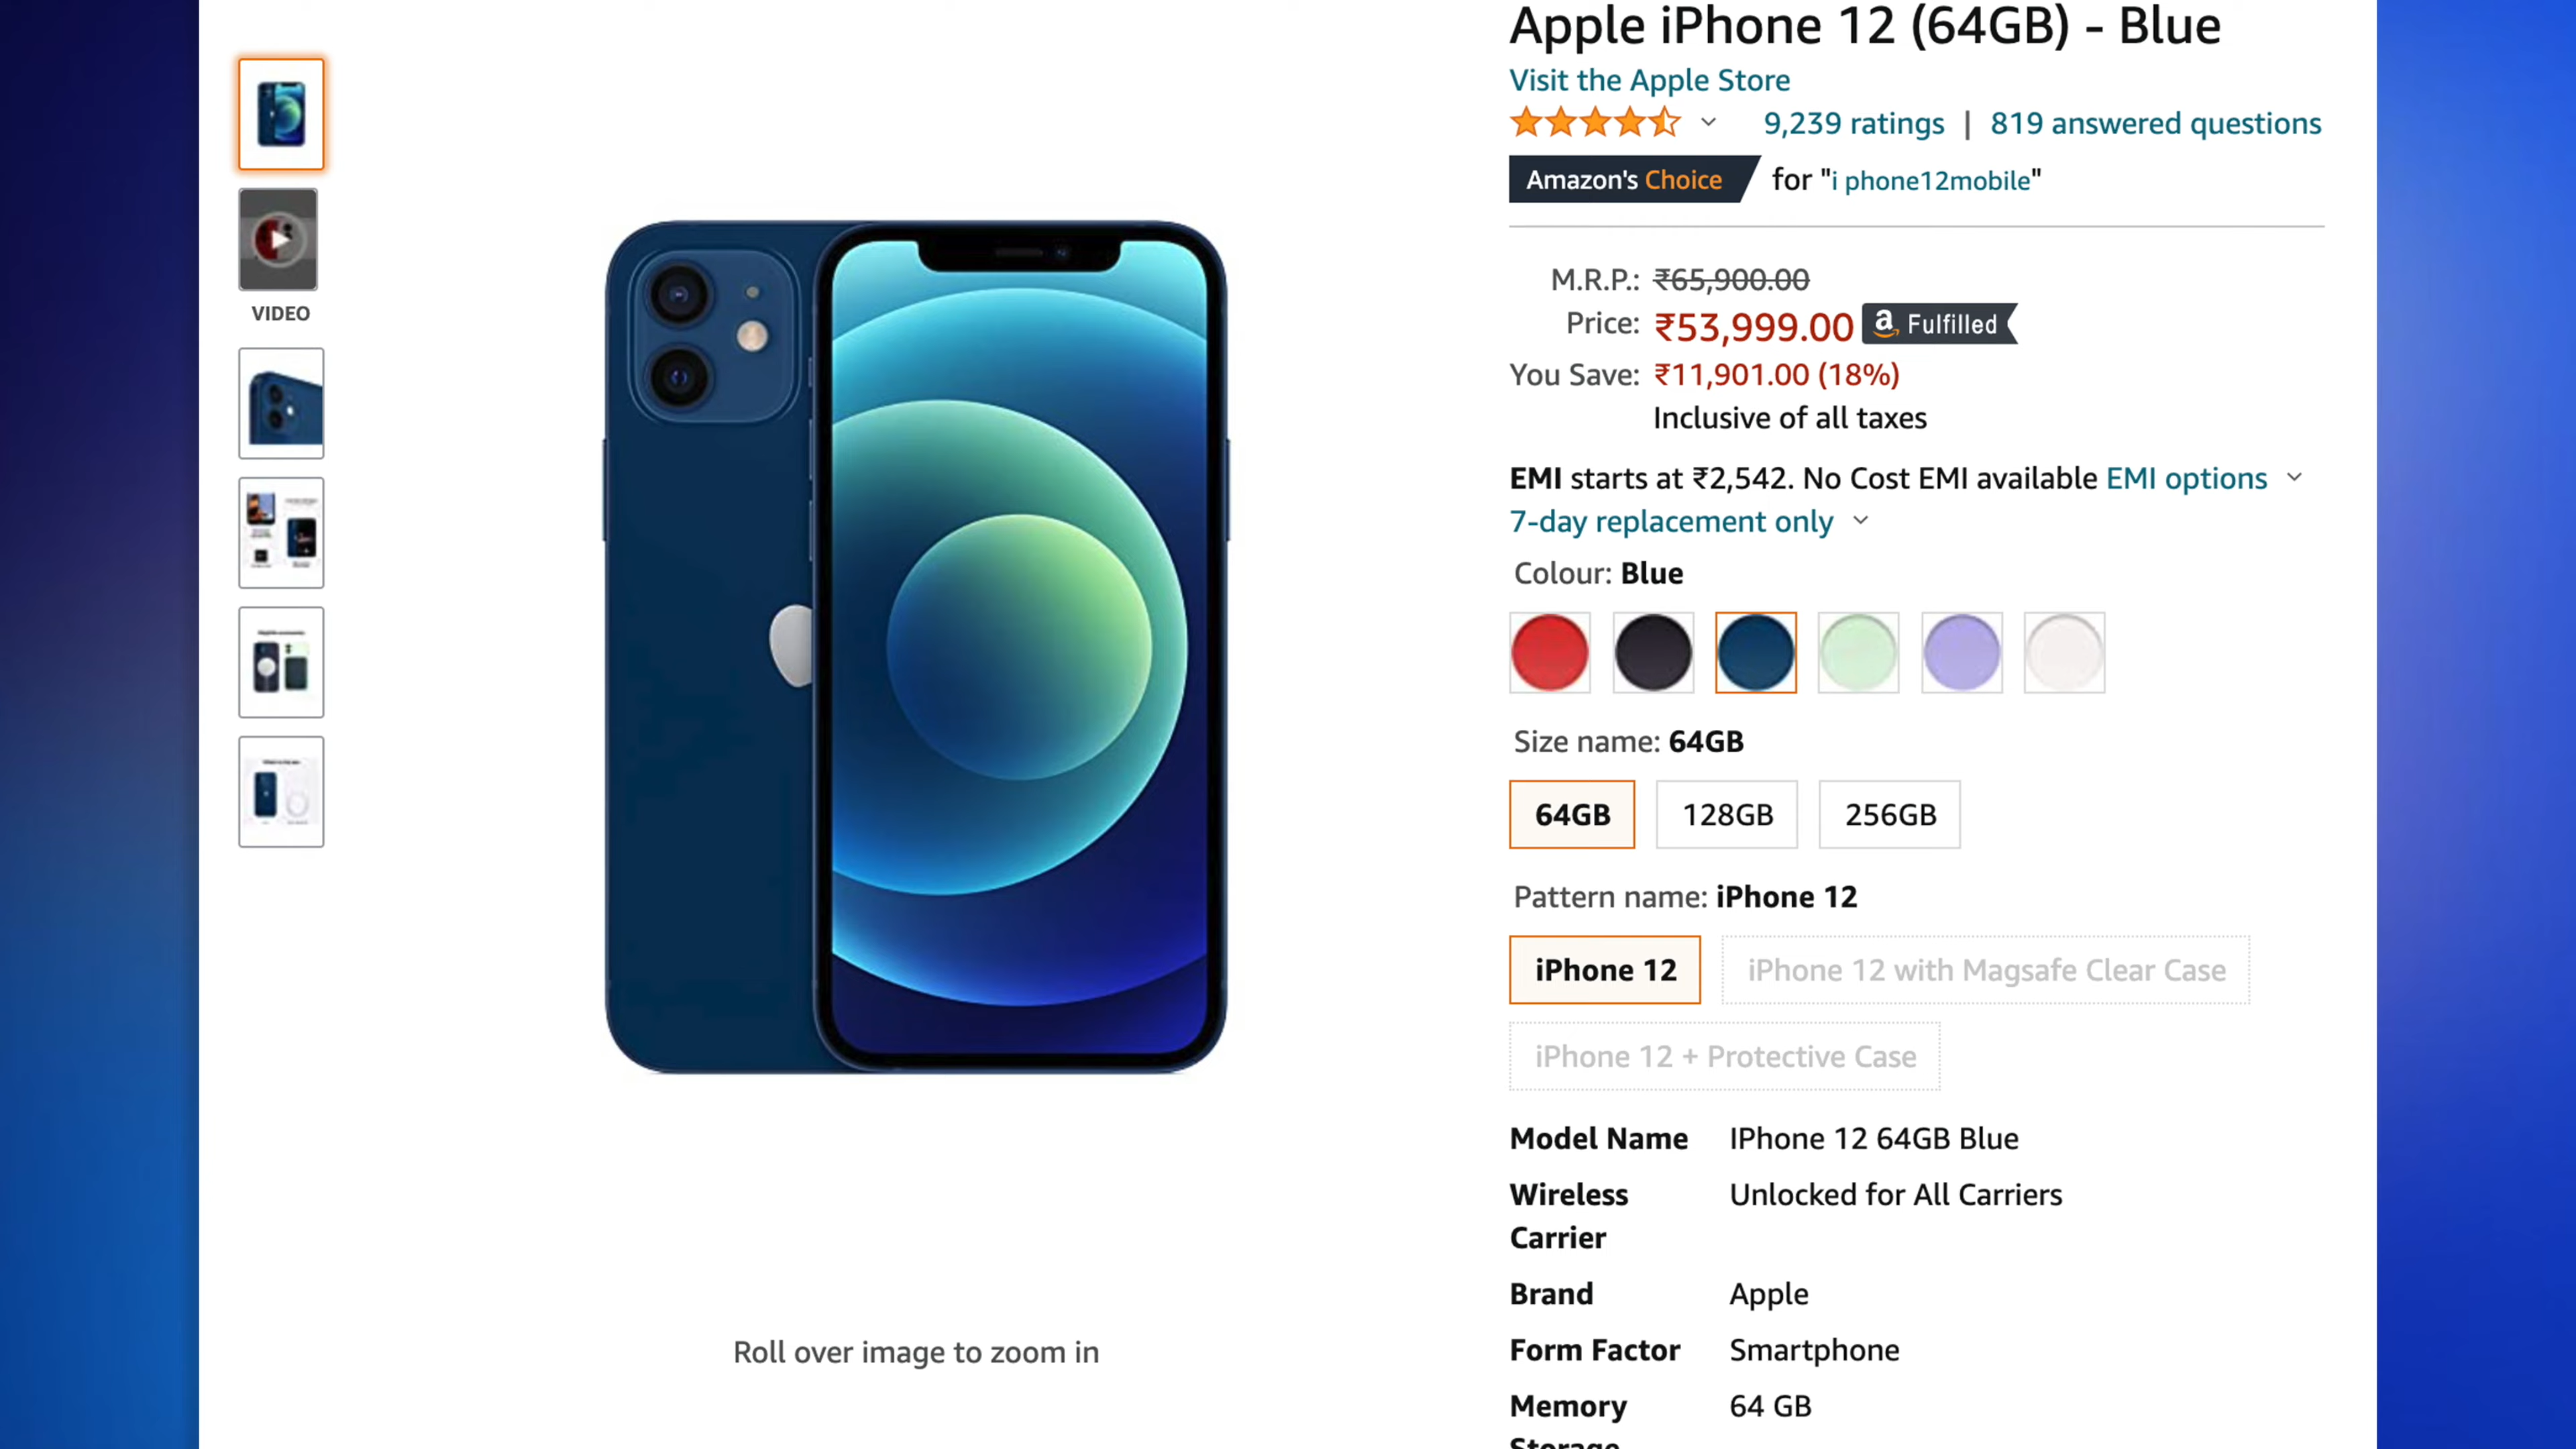 Apple iPhone 12 (64GB) - Blue
Visit the Apple Store
9,239 ratings | 819 answered questions
Amazon's Choice for "i phone12mobile"
M.R.P.: ₹65,900.00
Price: ₹53,999.00 a Fulfilled
You Save: ₹11,901.00 (18%)
Inclusive of all taxes
EMI starts at ₹2,542. No Cost EMI available EMI options
7-day replacement only
Colour: Blue
Size name: 64GB
64GB 128GB 256GB
Pattern name: iPhone 12
iPhone 12 iPhone 12 with Magsafe Clear Case
iPhone 12 + Protective Case
Model Name IPhone 12 64GB Blue
Wireless Unlocked for All Carriers
Carrier
Brand Apple
Form Factor Smartphone
Memory 64 GB
Storage
VIDEO
Roll over image to zoom in